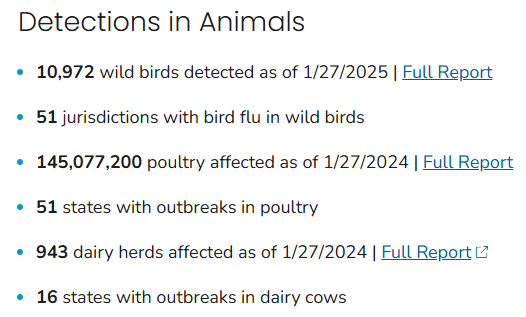 Detections in Animals
10,972 wild birds detected as of 1/27/2025 | Full Report
51 jurisdictions with bird flu in wild birds
145,077,200 poultry affected as of 1/27/2024 | Full Report
51 states with outbreaks in poultry
943 dairy herds affected as of 1/27/2024 | Full Report
16 states with outbreaks in dairy cows